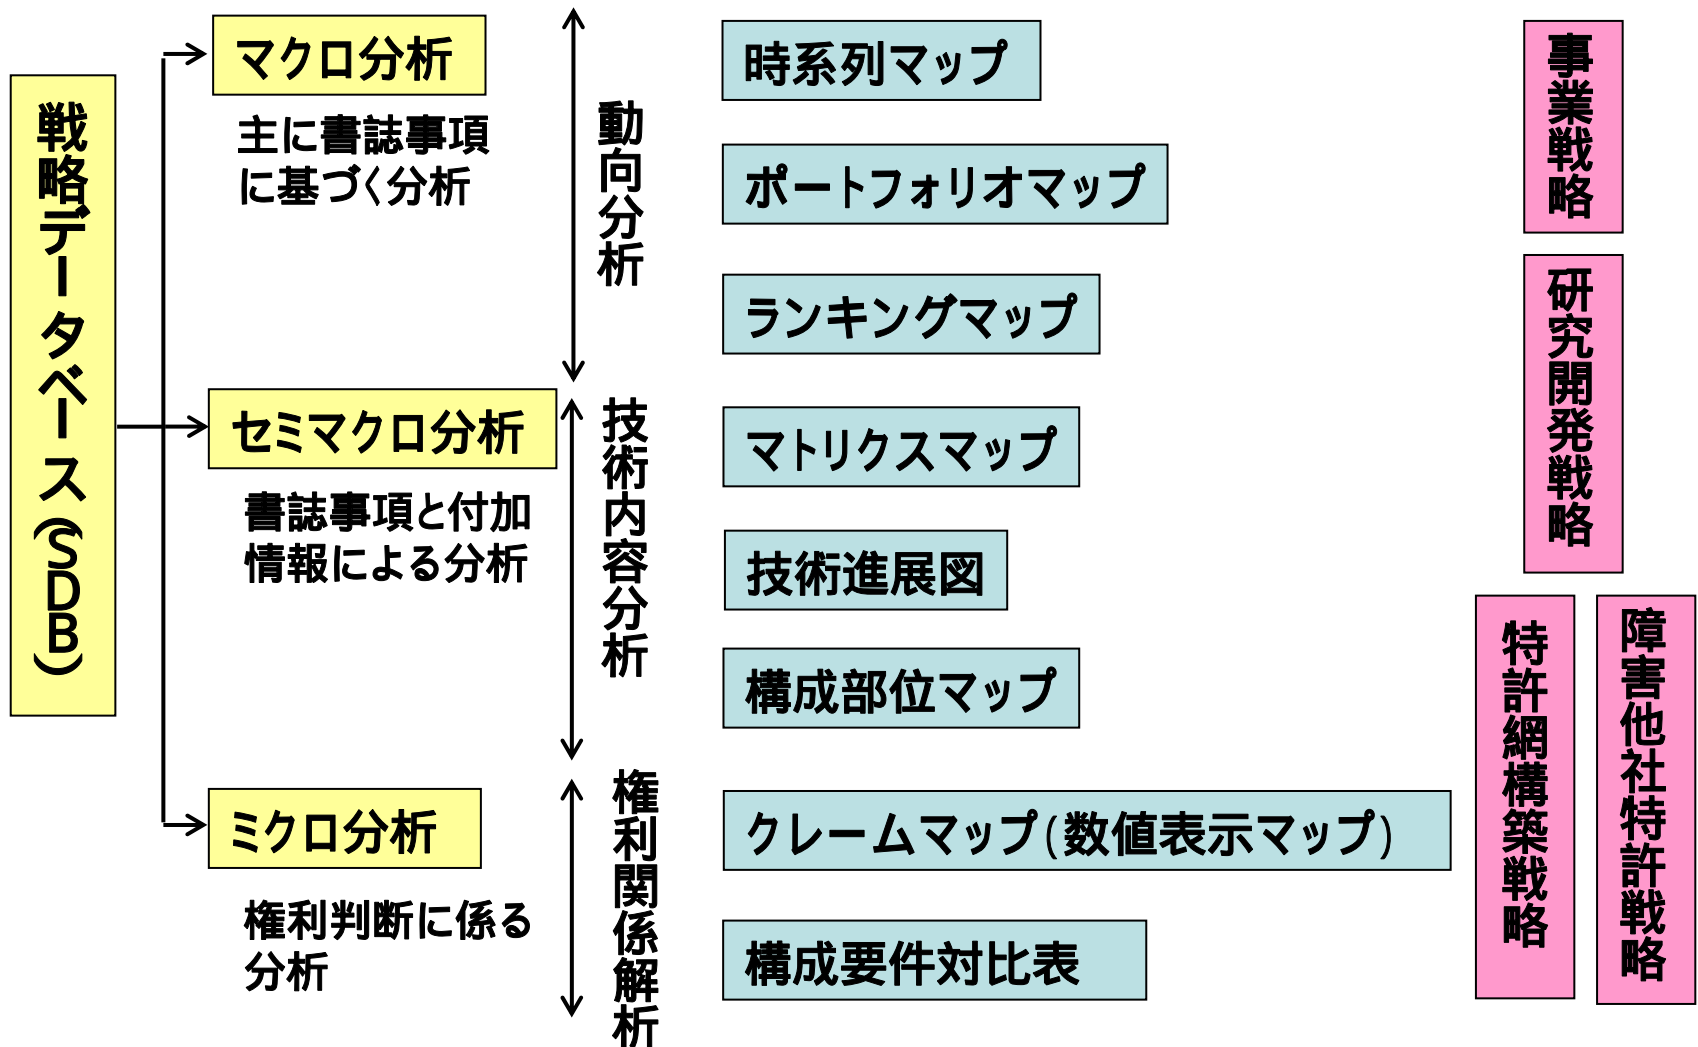 戦略データベース(SDB)
マクロ分析
主に書誌事項
に基づく分析
セミマクロ分析
書誌事項と付加
情報による分析
ミクロ分析
権利判断に係る
分析
動向分析
技術内容分析
権利関係解析
時系列マップ
ポートフォリオマップ
ランキングマップ
マトリクスマップ
技術進展図
構成部位マップ
クレームマップ(数値表示マップ)
構成要件対比表
事業戦略
研究開発戦略
特許網構築戦略
障害他社特許戦略